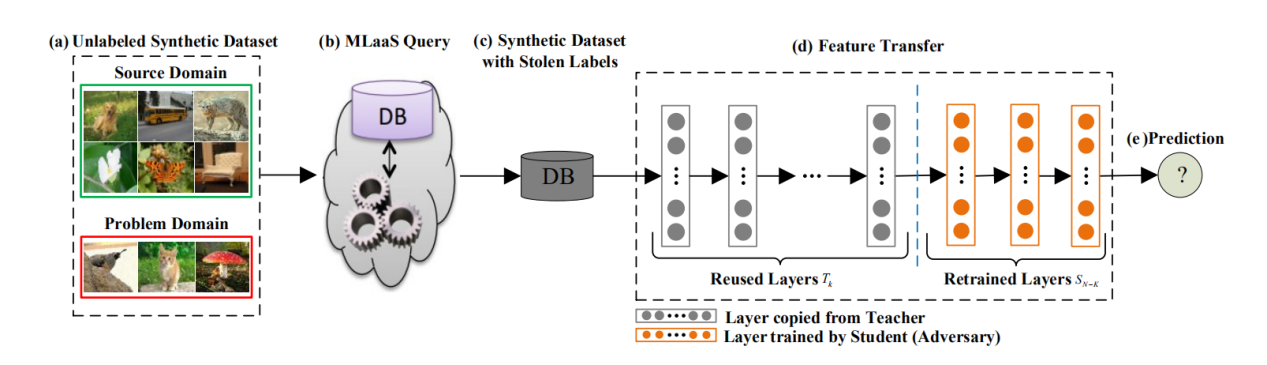 (a) Unlabeled Synthetic Dataset
Source Domain
Problem Domain
(b) MLaaS Query
DB
(c) Synthetic Dataset
with Stolen Labels
DB
(d) Feature Transfer
Reused Layers T_k
Retrained Layers S_{N-K}
Layer copied from Teacher
Layer trained by Student (Adversary)
(e )Prediction
?